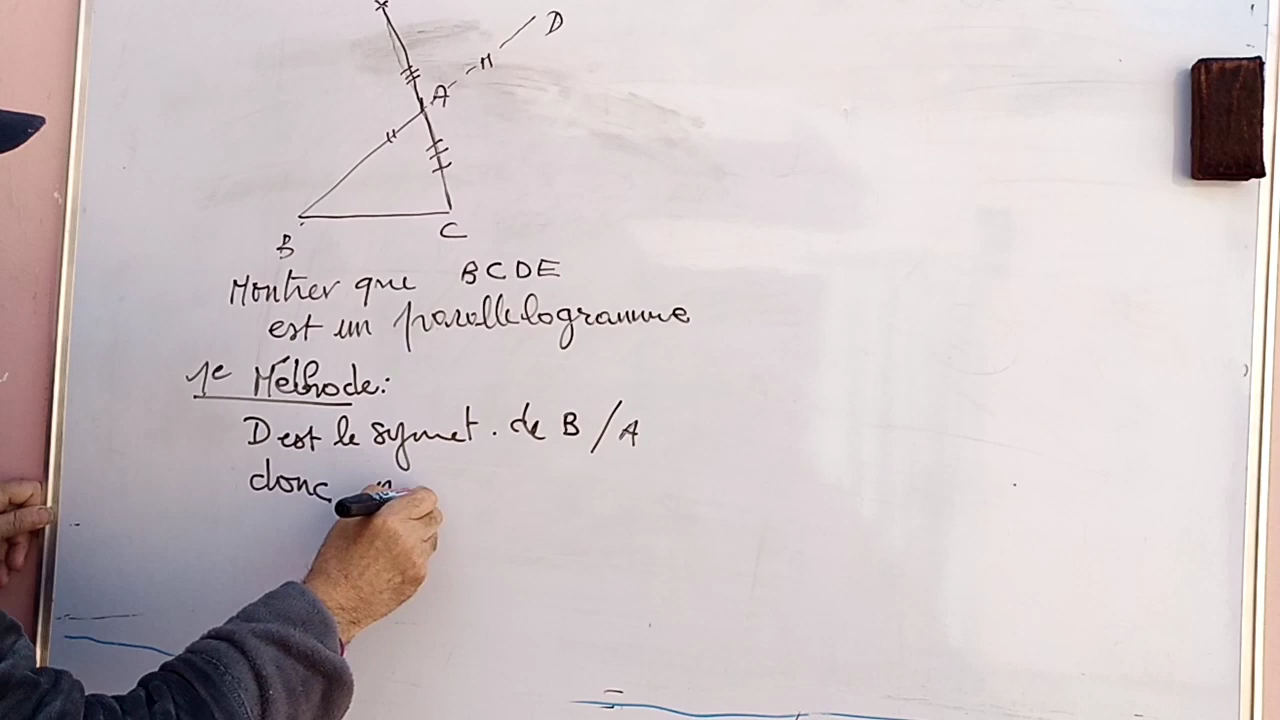 D
A
B
C
Montrer que BCDE
est un parallelogramme
1e Méthode:
D est le symet. de B / A
donc